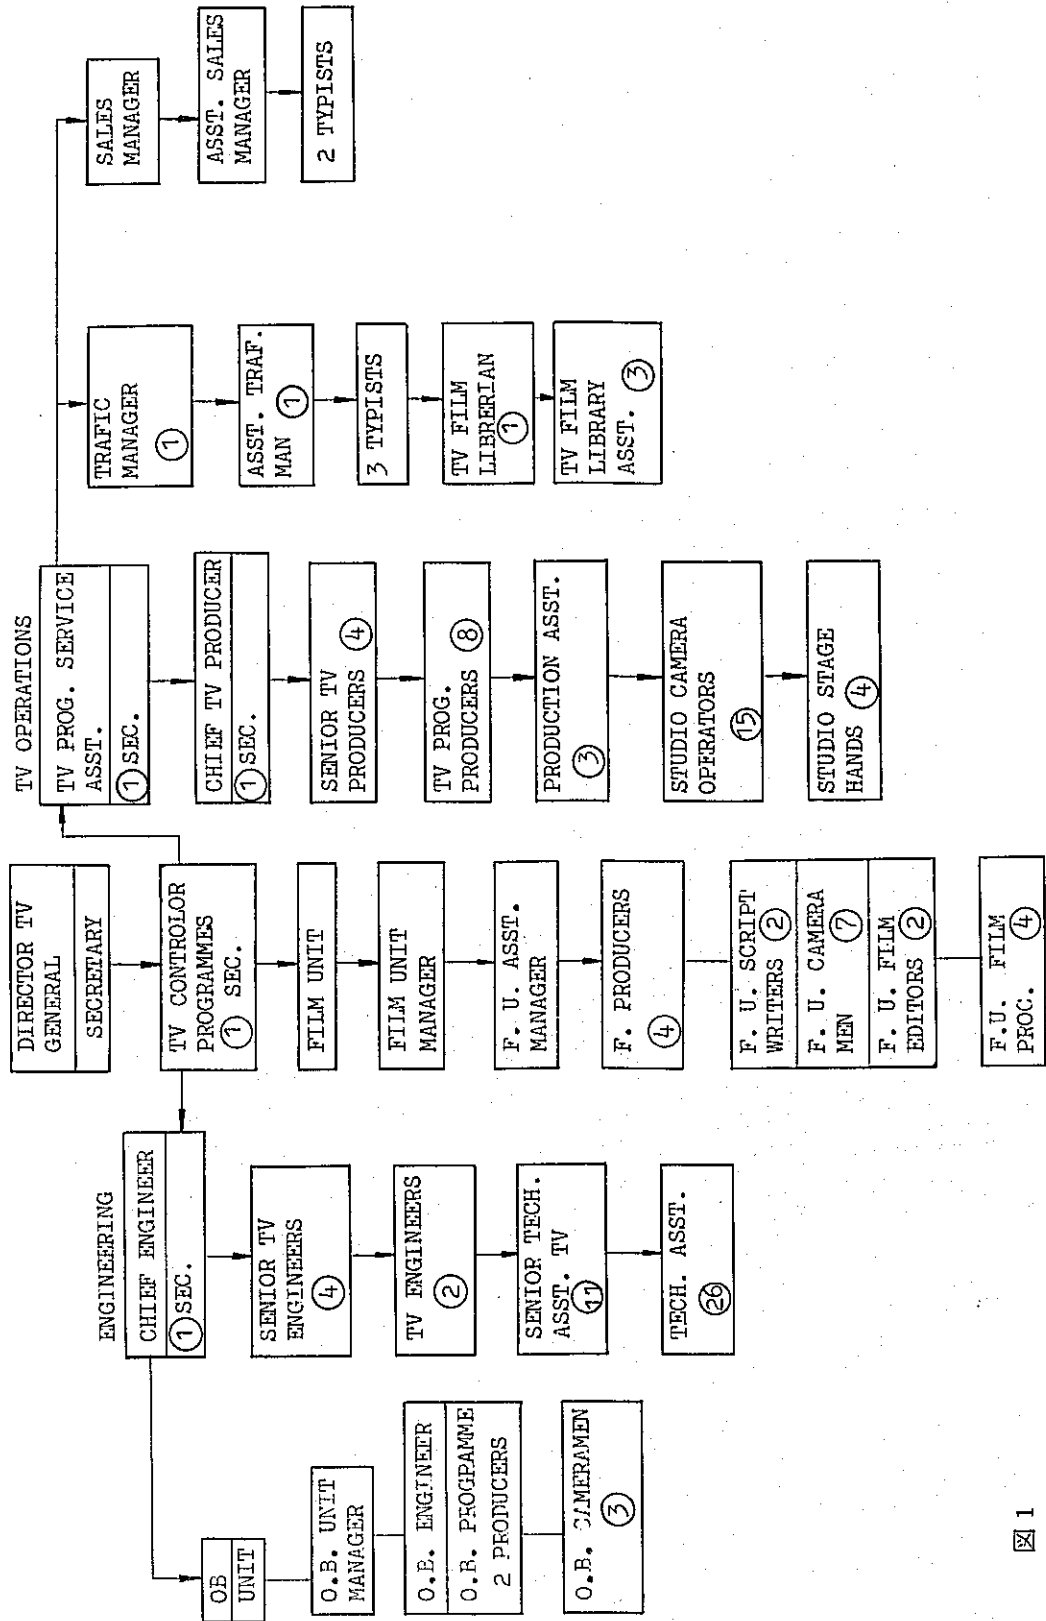 DIRECTOR TV
GENERAL
SECRETARY
TV CONTROLOR
PROGRAMMES
① SEC.
ENGINEERING
CHIEF ENGINEER
① SEC.
TV OPERATIONS
TV PROG. SERVICE
ASST.
① SEC.
OB
UNIT
O.B. UNIT
MANAGER
O.B. ENGINEER
O.B. PROGRAMME
2 PRODUCERS
O.B. CAMERAMEN
③
SENIOR TV
ENGINEERS
④
TV ENGINEERS
②
SENIOR TECH.
ASST. TV
⑪
TECH. ASST.
㉖
FILM UNIT
FILM UNIT
MANAGER
F. U. ASST.
MANAGER
F. PRODUCERS
④
F. U. SCRIPT
WRITERS ②
F. U. CAMERA
MEN ⑦
F. U. FILM
EDITORS ②
F.U. FILM
PROC. ④
CHIEF TV PRODUCER
① SEC.
SENIOR TV
PRODUCERS ④
TV PROG.
PRODUCERS ⑧
PRODUCTION ASST.
③
STUDIO CAMERA
OPERATORS
⑮
STUDIO STAGE
HANDS ④
TRAFIC
MANAGER
①
ASST. TRAF.
MAN ①
3 TYPISTS
TV FILM
LIBRERIAN
①
TV FILM
LIBRARY
ASST. ③
SALES
MANAGER
ASST. SALES
MANAGER
2 TYPISTS
図 1